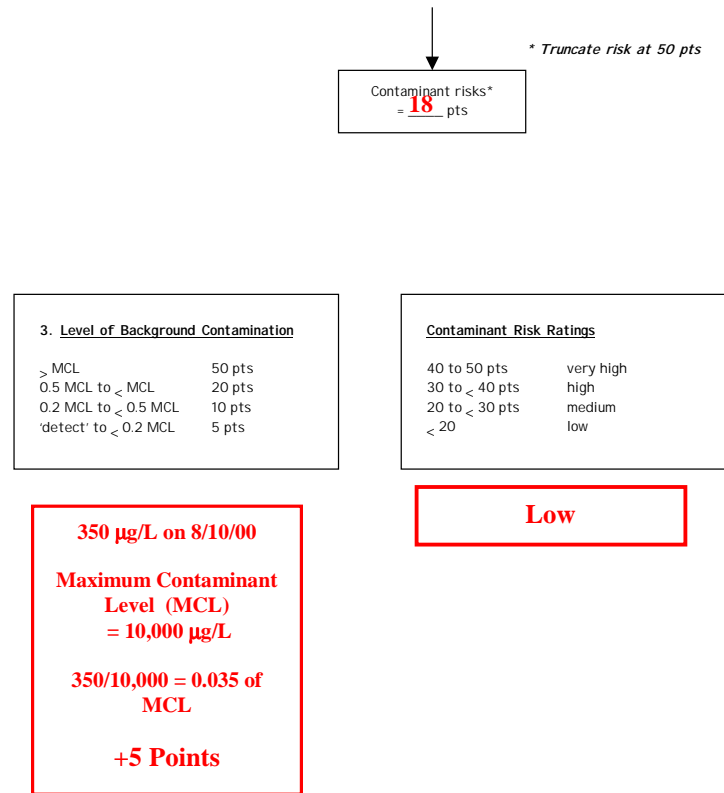 * Truncate risk at 50 pts
Contaminant risks*
= 18 pts
3. Level of Background Contamination
> MCL 50 pts
0.5 MCL to < MCL 20 pts
0.2 MCL to < 0.5 MCL 10 pts
'detect' to < 0.2 MCL 5 pts
Contaminant Risk Ratings
40 to 50 pts very high
30 to < 40 pts high
20 to < 30 pts medium
< 20 low
350 µg/L on 8/10/00
Maximum Contaminant
Level (MCL)
= 10,000 µg/L
350/10,000 = 0.035 of
MCL
+5 Points
Low